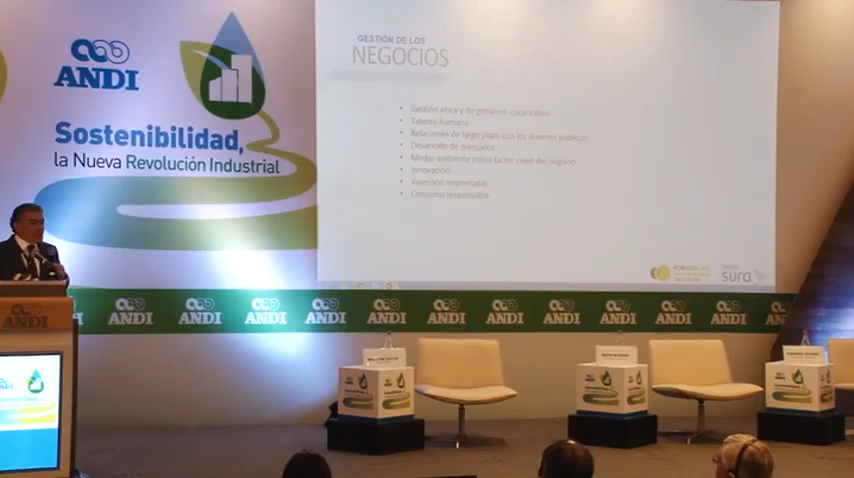 ANDI
Sostenibilidad,
la Nueva Revolución Industrial
GESTIÓN DE LOS
NEGOCIOS
• Gestión ética y de gobierno corporativo
• Talento humano
• Relaciones de largo plazo con los diversos públicos
• Desarrollo de mercados
• Medio ambiente como factor clave del negocio
• Innovación
• Inversión responsable
• Consumo responsable
sura
ANDI ANDI ANDI ANDI ANDI ANDI ANDI ANDI ANDI ANDI ANDI ANDI
ANDI